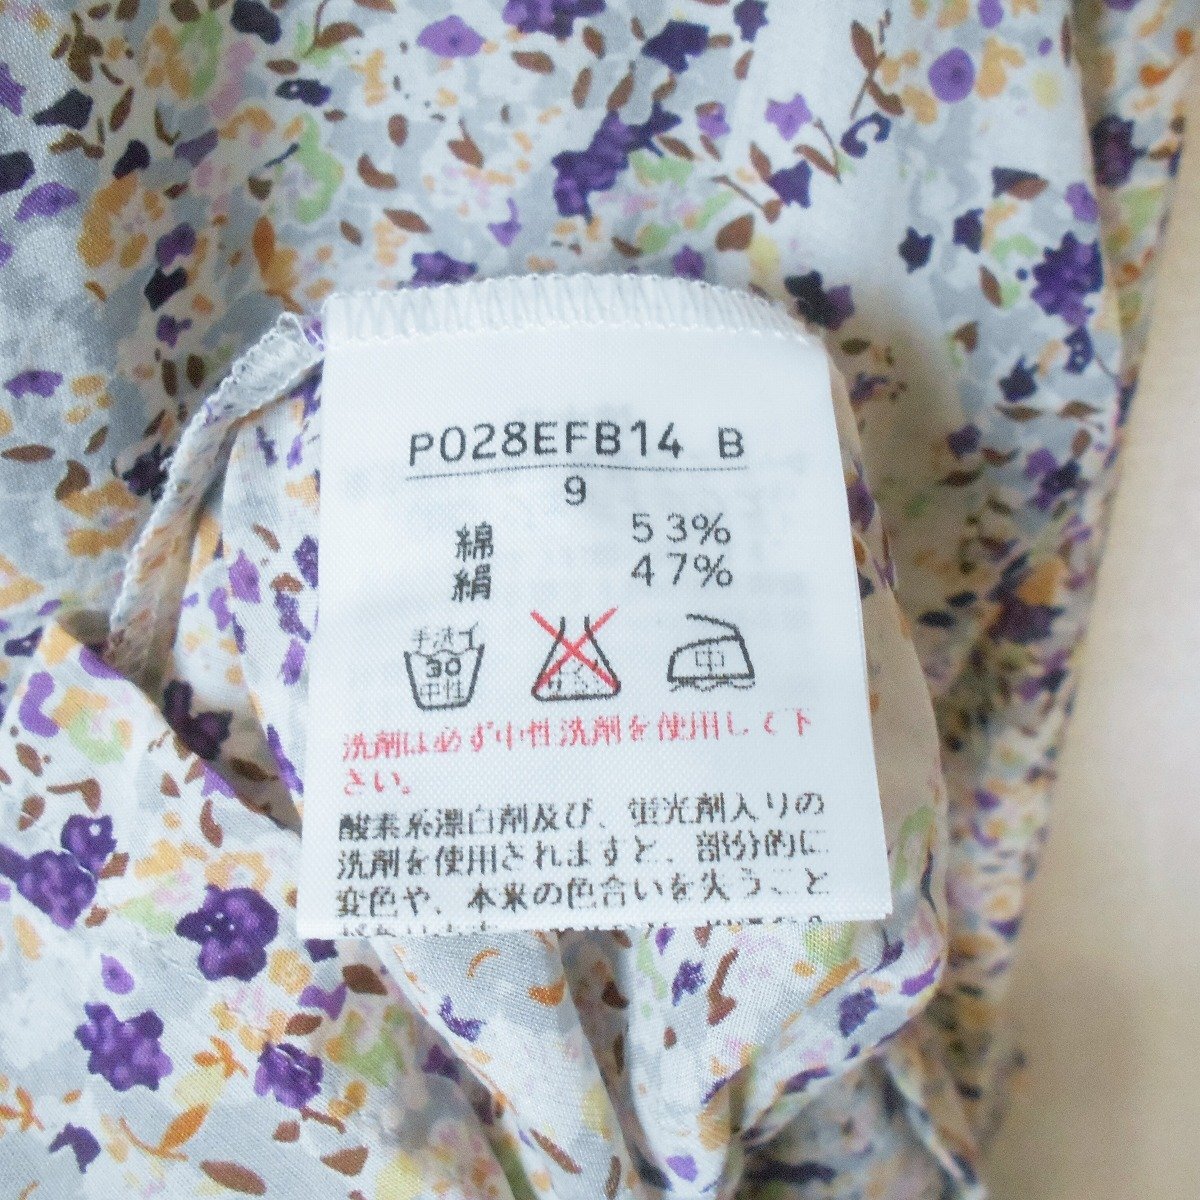 P028EFB14 B
9
綿 53%
絹 47%
手洗イ
30
中性
中
洗剤は必ず中性洗剤を使用して下
さい。
酸素系漂白剤及び、蛍光剤入りの
洗剤を使用されますと、部分的に
変色や、本来の色合いを失うこと